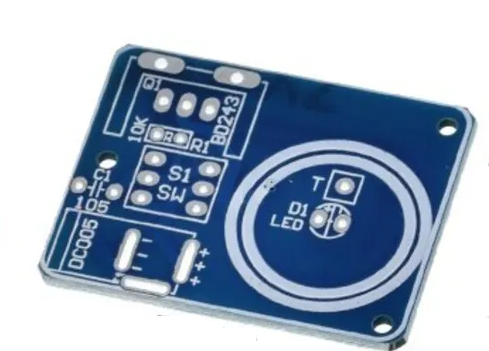 Q1
BD243
10K
R
R1
C1
105
S1
SW
T
D1
LED
DC005
- + 
- +
- +